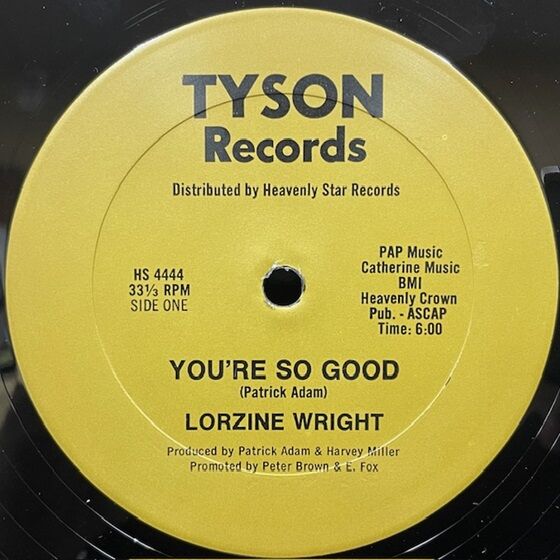 TYSON
Records
Distributed by Heavenly Star Records
HS 4444
33⅓ RPM
SIDE ONE
PAP Music
Catherine Music
BMI
Heavenly Crown
Pub. - ASCAP
Time: 6:00
YOU'RE SO GOOD
(Patrick Adam)
LORZINE WRIGHT
Produced by Patrick Adam & Harvey Miller
Promoted by Peter Brown & E. Fox